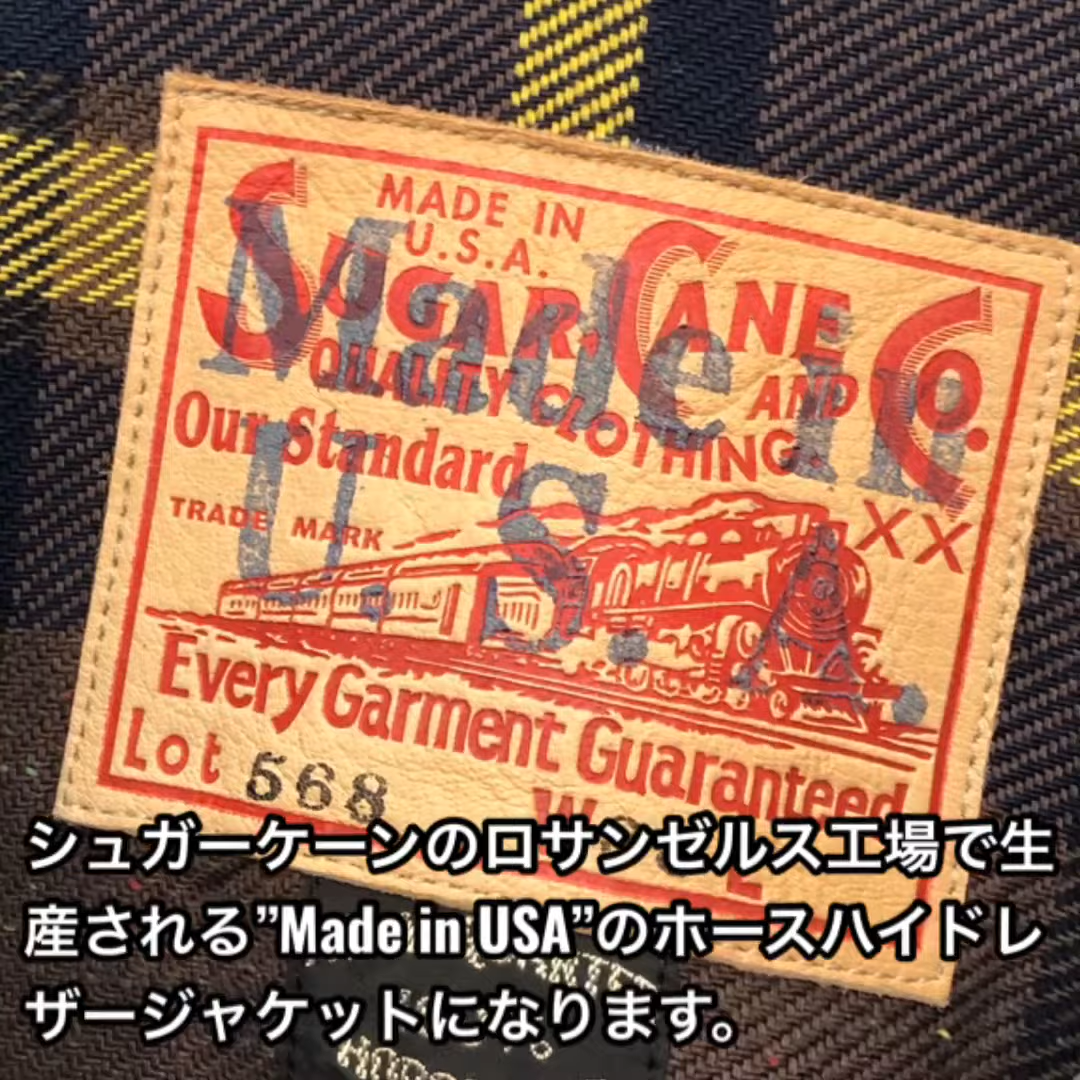 MADE IN
U.S.A.
SUGAR CANE Co.
QUALITY CLOTHING AND
Our Standard
Made in
U.S.
TRADE MARK
XX
Every Garment Guaranteed
Lot 568
シュガーケーンのロサンゼルス工場で生
産される”Made in USA”のホースハイドレ
ザージャケットになります。